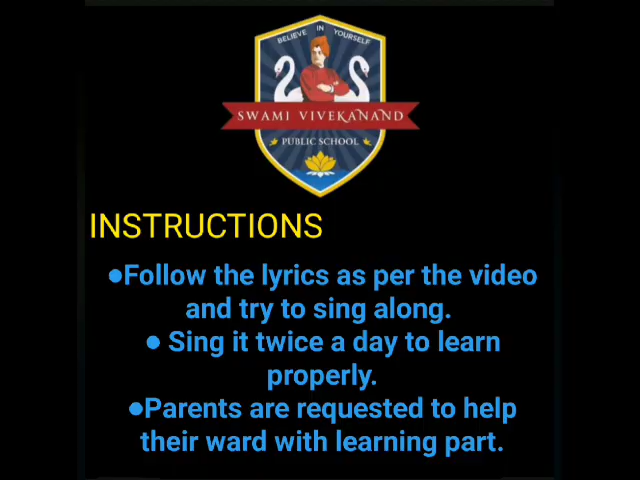 BELIEVE IN YOURSELF
SWAMI VIVEKANAND
PUBLIC SCHOOL
INSTRUCTIONS
●Follow the lyrics as per the video
and try to sing along.
● Sing it twice a day to learn
properly.
●Parents are requested to help
their ward with learning part.